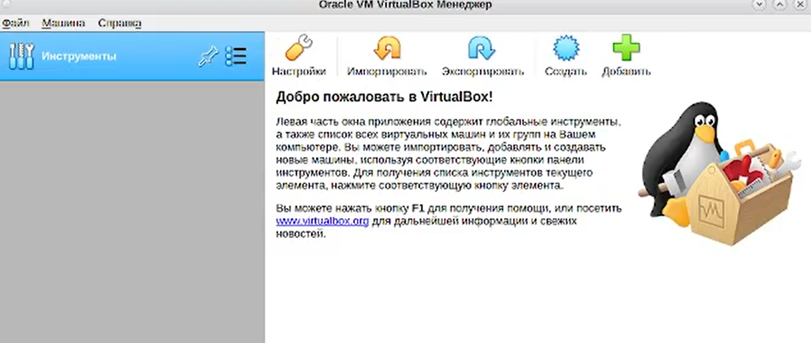 Oracle VM VirtualBox Менеджер
Файл Машина Справка
Инструменты
Настройки Импортировать Экспортировать Создать Добавить
Добро пожаловать в VirtualBox!
Левая часть окна приложения содержит глобальные инструменты,
а также список всех виртуальных машин и их групп на Вашем
компьютере. Вы можете импортировать, добавлять и создавать
новые машины, используя соответствующие кнопки панели
инструментов. Для получения списка инструментов текущего
элемента, нажмите соответствующую кнопку элемента.
Вы можете нажать кнопку F1 для получения помощи, или посетить
www.virtualbox.org для дальнейшей информации и свежих
новостей.